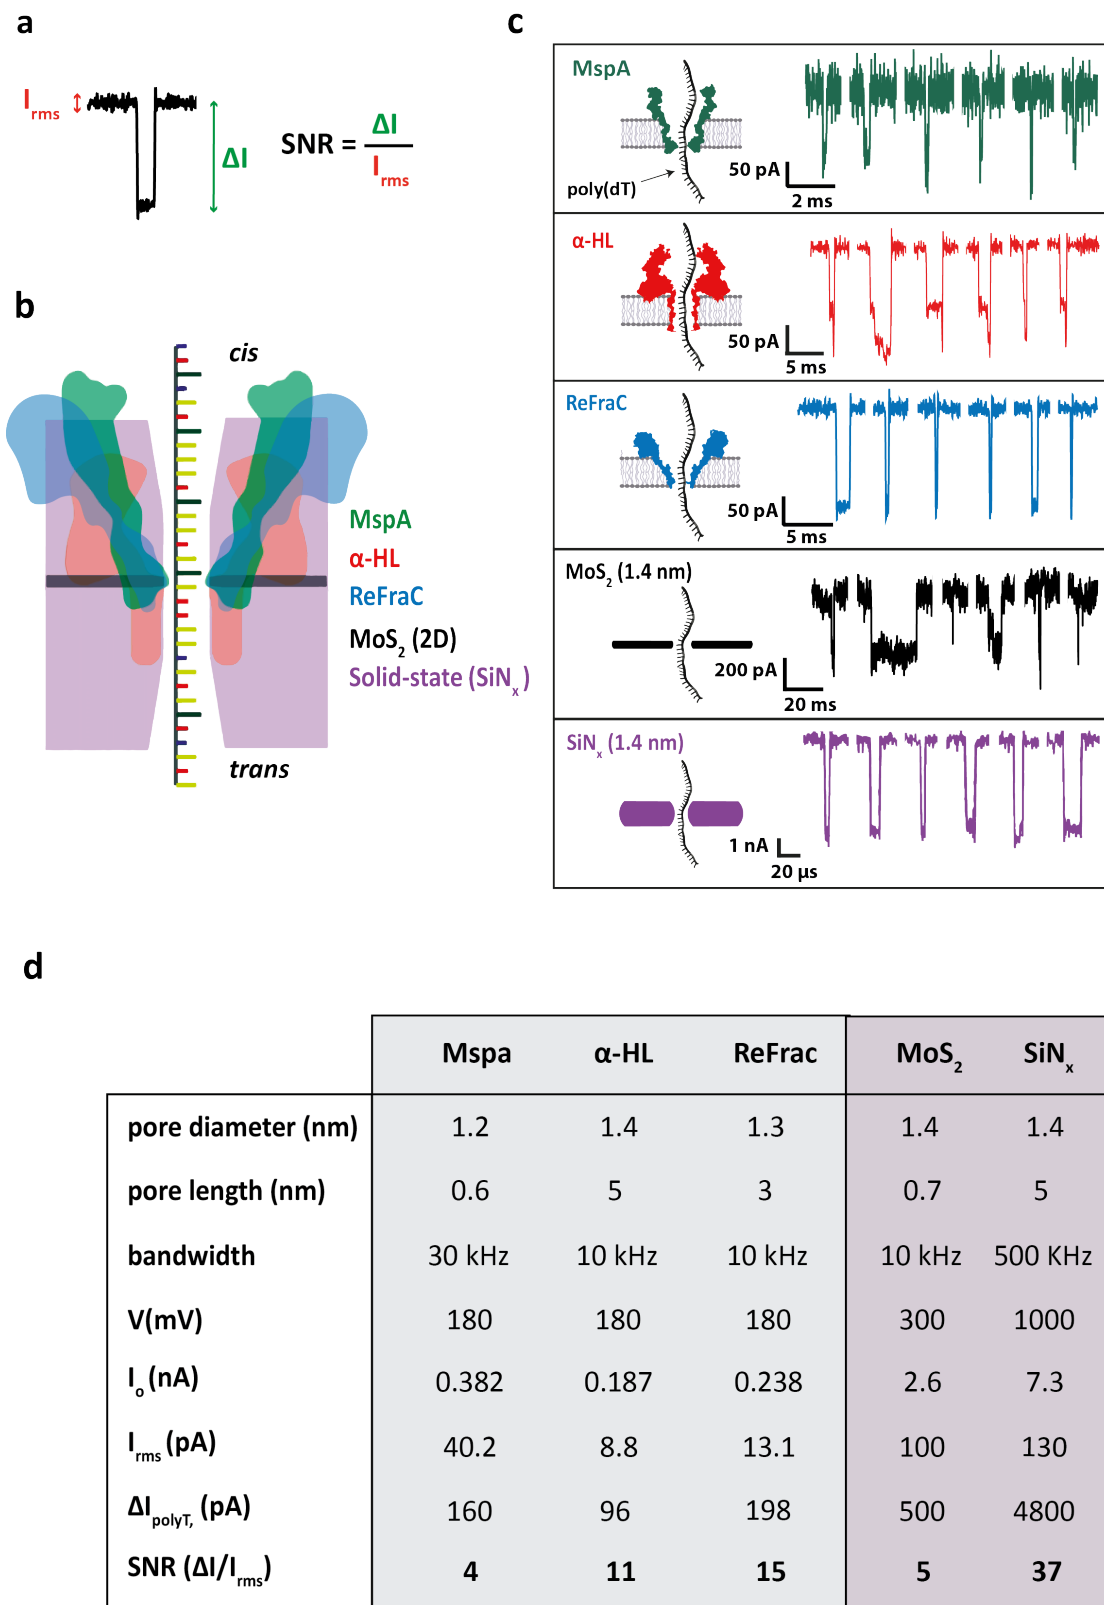 a
I rms
ΔI
SNR = ΔI / I rms
b
cis
MspA
α-HL
ReFraC
MoS2 (2D)
Solid-state (SiNx)
trans
c
MspA
poly(dT)
50 pA
2 ms
α-HL
50 pA
5 ms
ReFraC
50 pA
5 ms
MoS2 (1.4 nm)
200 pA
20 ms
SiNx (1.4 nm)
1 nA
20 µs
d
Mspa α-HL ReFrac MoS2 SiNx
pore diameter (nm) 1.2 1.4 1.3 1.4 1.4
pore length (nm) 0.6 5 3 0.7 5
bandwidth 30 kHz 10 kHz 10 kHz 10 kHz 500 KHz
V(mV) 180 180 180 300 1000
Io (nA) 0.382 0.187 0.238 2.6 7.3
Irms (pA) 40.2 8.8 13.1 100 130
ΔIpolyT, (pA) 160 96 198 500 4800
SNR (ΔI/Irms) 4 11 15 5 37